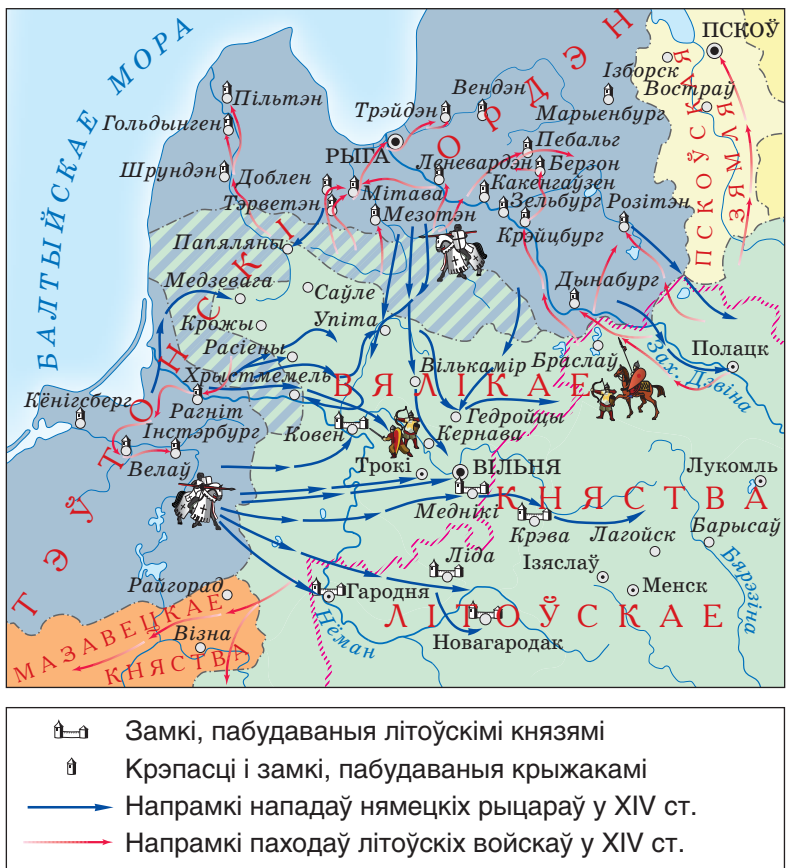 БАЛТЫЙСКАЕ МОРА
ТЭЎТОНСКІ ОРДЭН
ПСКОЎСКАЯ ЗЯМЛЯ
ПСКОЎ
Ізборск
Востраў
Вендэн
Пільтэн
Трэйдэн
Марыенбург
Гольдынген
Пебальг
РЫГА
Леневардэн
Берзон
Шрундэн
Доблен
Мітава
Какенгаўзен
Тэрветэн
Зельбург
Розітэн
Мезотэн
Крэйцбург
Папяляны
Медзевага
Саўле
Дынабург
Крожы
Упіта
Расіены
Вількамір
Браслаў
Зах. Дзвіна
Полацк
Хрыстмемель
ВЯЛІКАЕ
Кёнігсберг
Рагніт
Гедройцы
Інстэрбург
Ковен
Кернава
Велаў
Трокі
ВІЛЬНЯ
Лукомль
КНЯСТВА
Меднікі
Крэва
Лагойск
Барысаў
Бярэзіна
Ліда
Ізяслаў
Райгорад
Гародня
Менск
ЛІТОЎСКАЕ
Нёман
Новагародак
Візна
МАЗАВЕЦКАЕ
КНЯСТВА
Замкі, пабудаваныя літоўскімі князямі
Крэпасці і замкі, пабудаваныя крыжакамі
Напрамкі нападаў нямецкіх рыцараў у XIV ст.
Напрамкі паходаў літоўскіх войскаў у XIV ст.